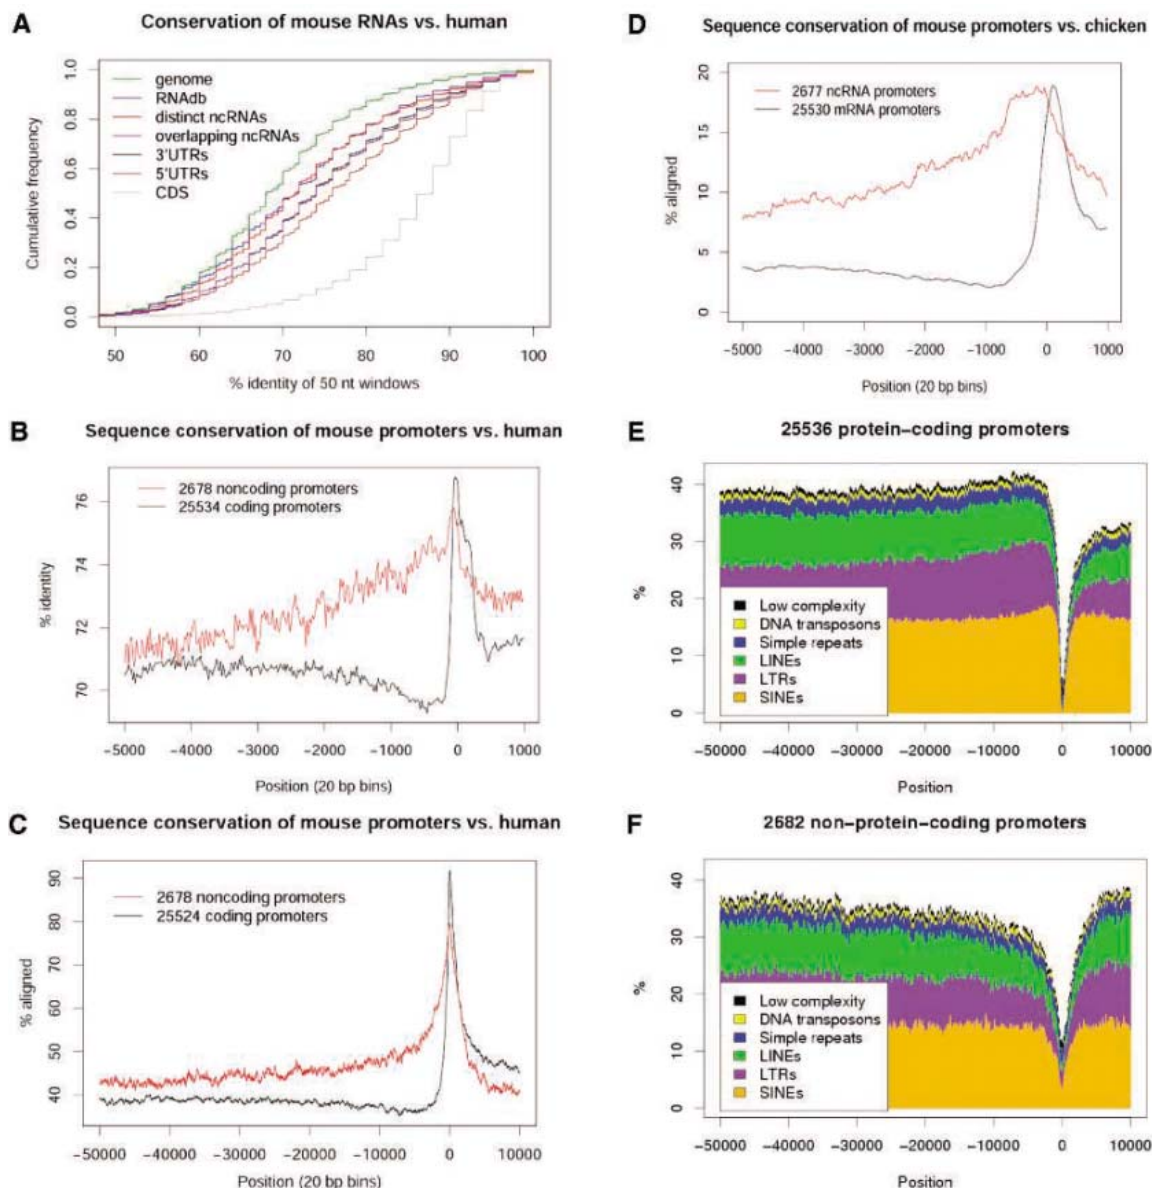 A
Conservation of mouse RNAs vs. human
genome
RNAdb
distinct ncRNAs
overlapping ncRNAs
3'UTRs
5'UTRs
CDS
Cumulative frequency
1.0
0.8
0.6
0.4
0.2
0.0
50 60 70 80 90 100
% identity of 50 nt windows
B
Sequence conservation of mouse promoters vs. human
2678 noncoding promoters
25534 coding promoters
% identity
76
74
72
70
-5000 -4000 -3000 -2000 -1000 0 1000
Position (20 bp bins)
C
Sequence conservation of mouse promoters vs. human
2678 noncoding promoters
25524 coding promoters
% aligned
90
80
70
60
50
40
-50000 -40000 -30000 -20000 -10000 0 10000
Position (20 bp bins)
D
Sequence conservation of mouse promoters vs. chicken
2677 ncRNA promoters
25530 mRNA promoters
% aligned
20
15
10
5
0
-5000 -4000 -3000 -2000 -1000 0 1000
Position (20 bp bins)
E
25536 protein-coding promoters
%
40
30
20
10
0
Low complexity
DNA transposons
Simple repeats
LINEs
LTRs
SINEs
-50000 -40000 -30000 -20000 -10000 0 10000
Position
F
2682 non-protein-coding promoters
%
40
30
20
10
0
Low complexity
DNA transposons
Simple repeats
LINEs
LTRs
SINEs
-50000 -40000 -30000 -20000 -10000 0 10000
Position